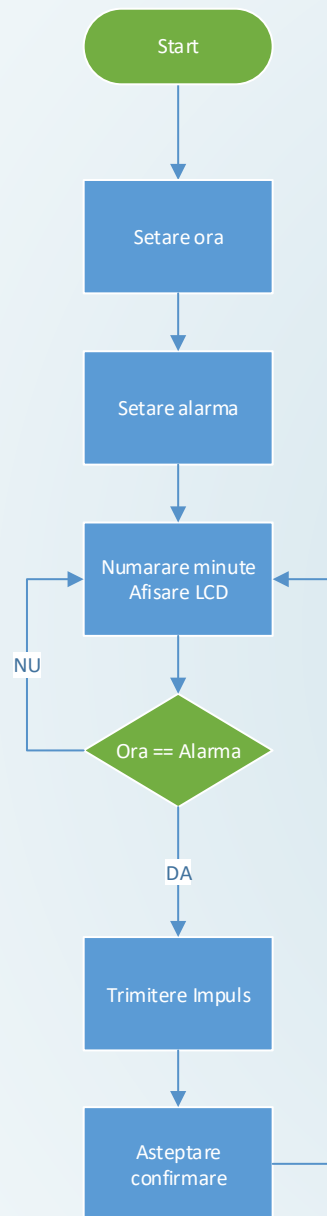 Start
Setare ora
Setare alarma
Numarare minute
Afisare LCD
NU
Ora == Alarma
DA
Trimitere Impuls
Asteptare
confirmare